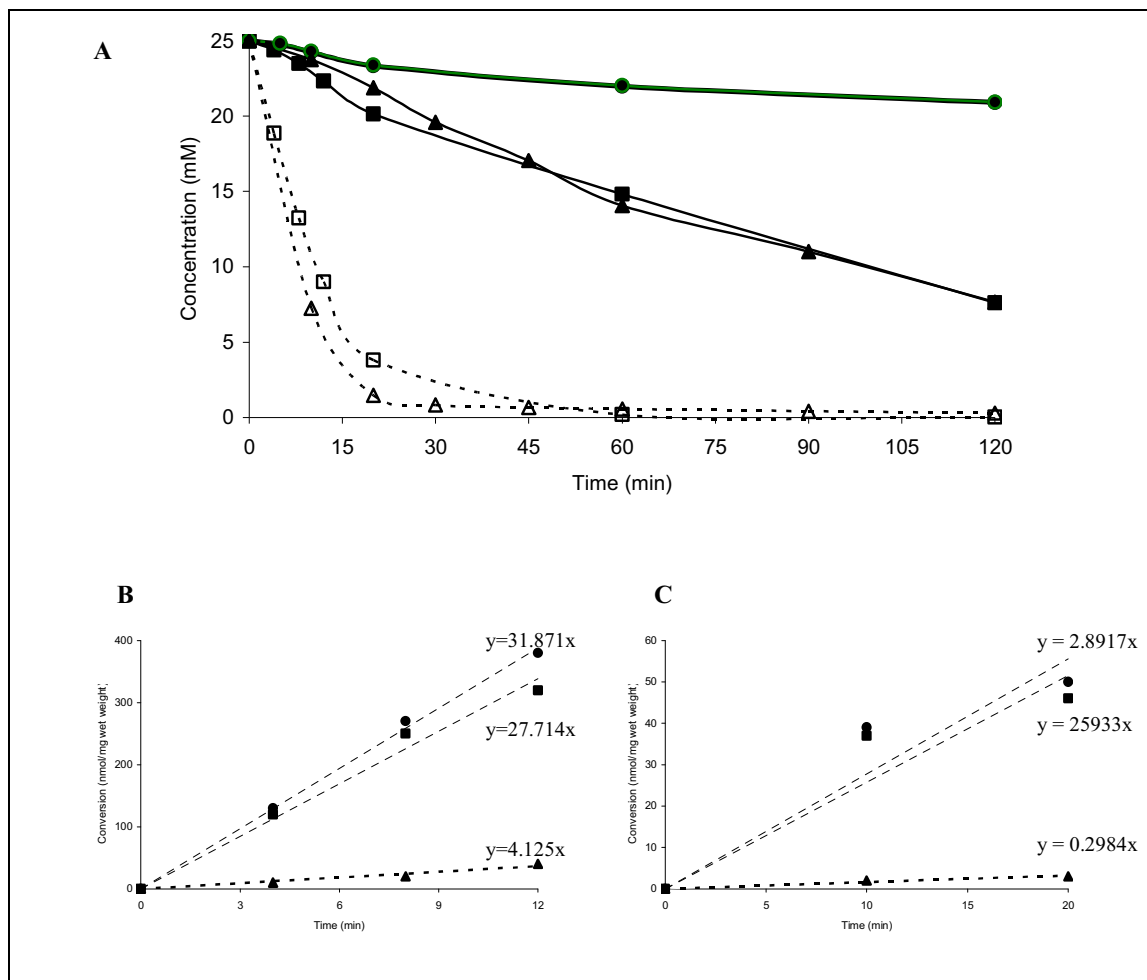 A
25
20
15
10
5
0
Concentration (mM)
0 15 30 45 60 75 90 105 120
Time (min)
B
400
300
200
100
0
Conversion (nmol/mg wet weight)
y=31.871x
y=27.714x
y=4.125x
0 3 6 9 12
Time (min)
C
60
50
40
30
20
10
0
Conversion (nmol/mg wet weight)
y = 2.8917x
y = 25933x
y = 0.2984x
0 5 10 15 20
Time (min)